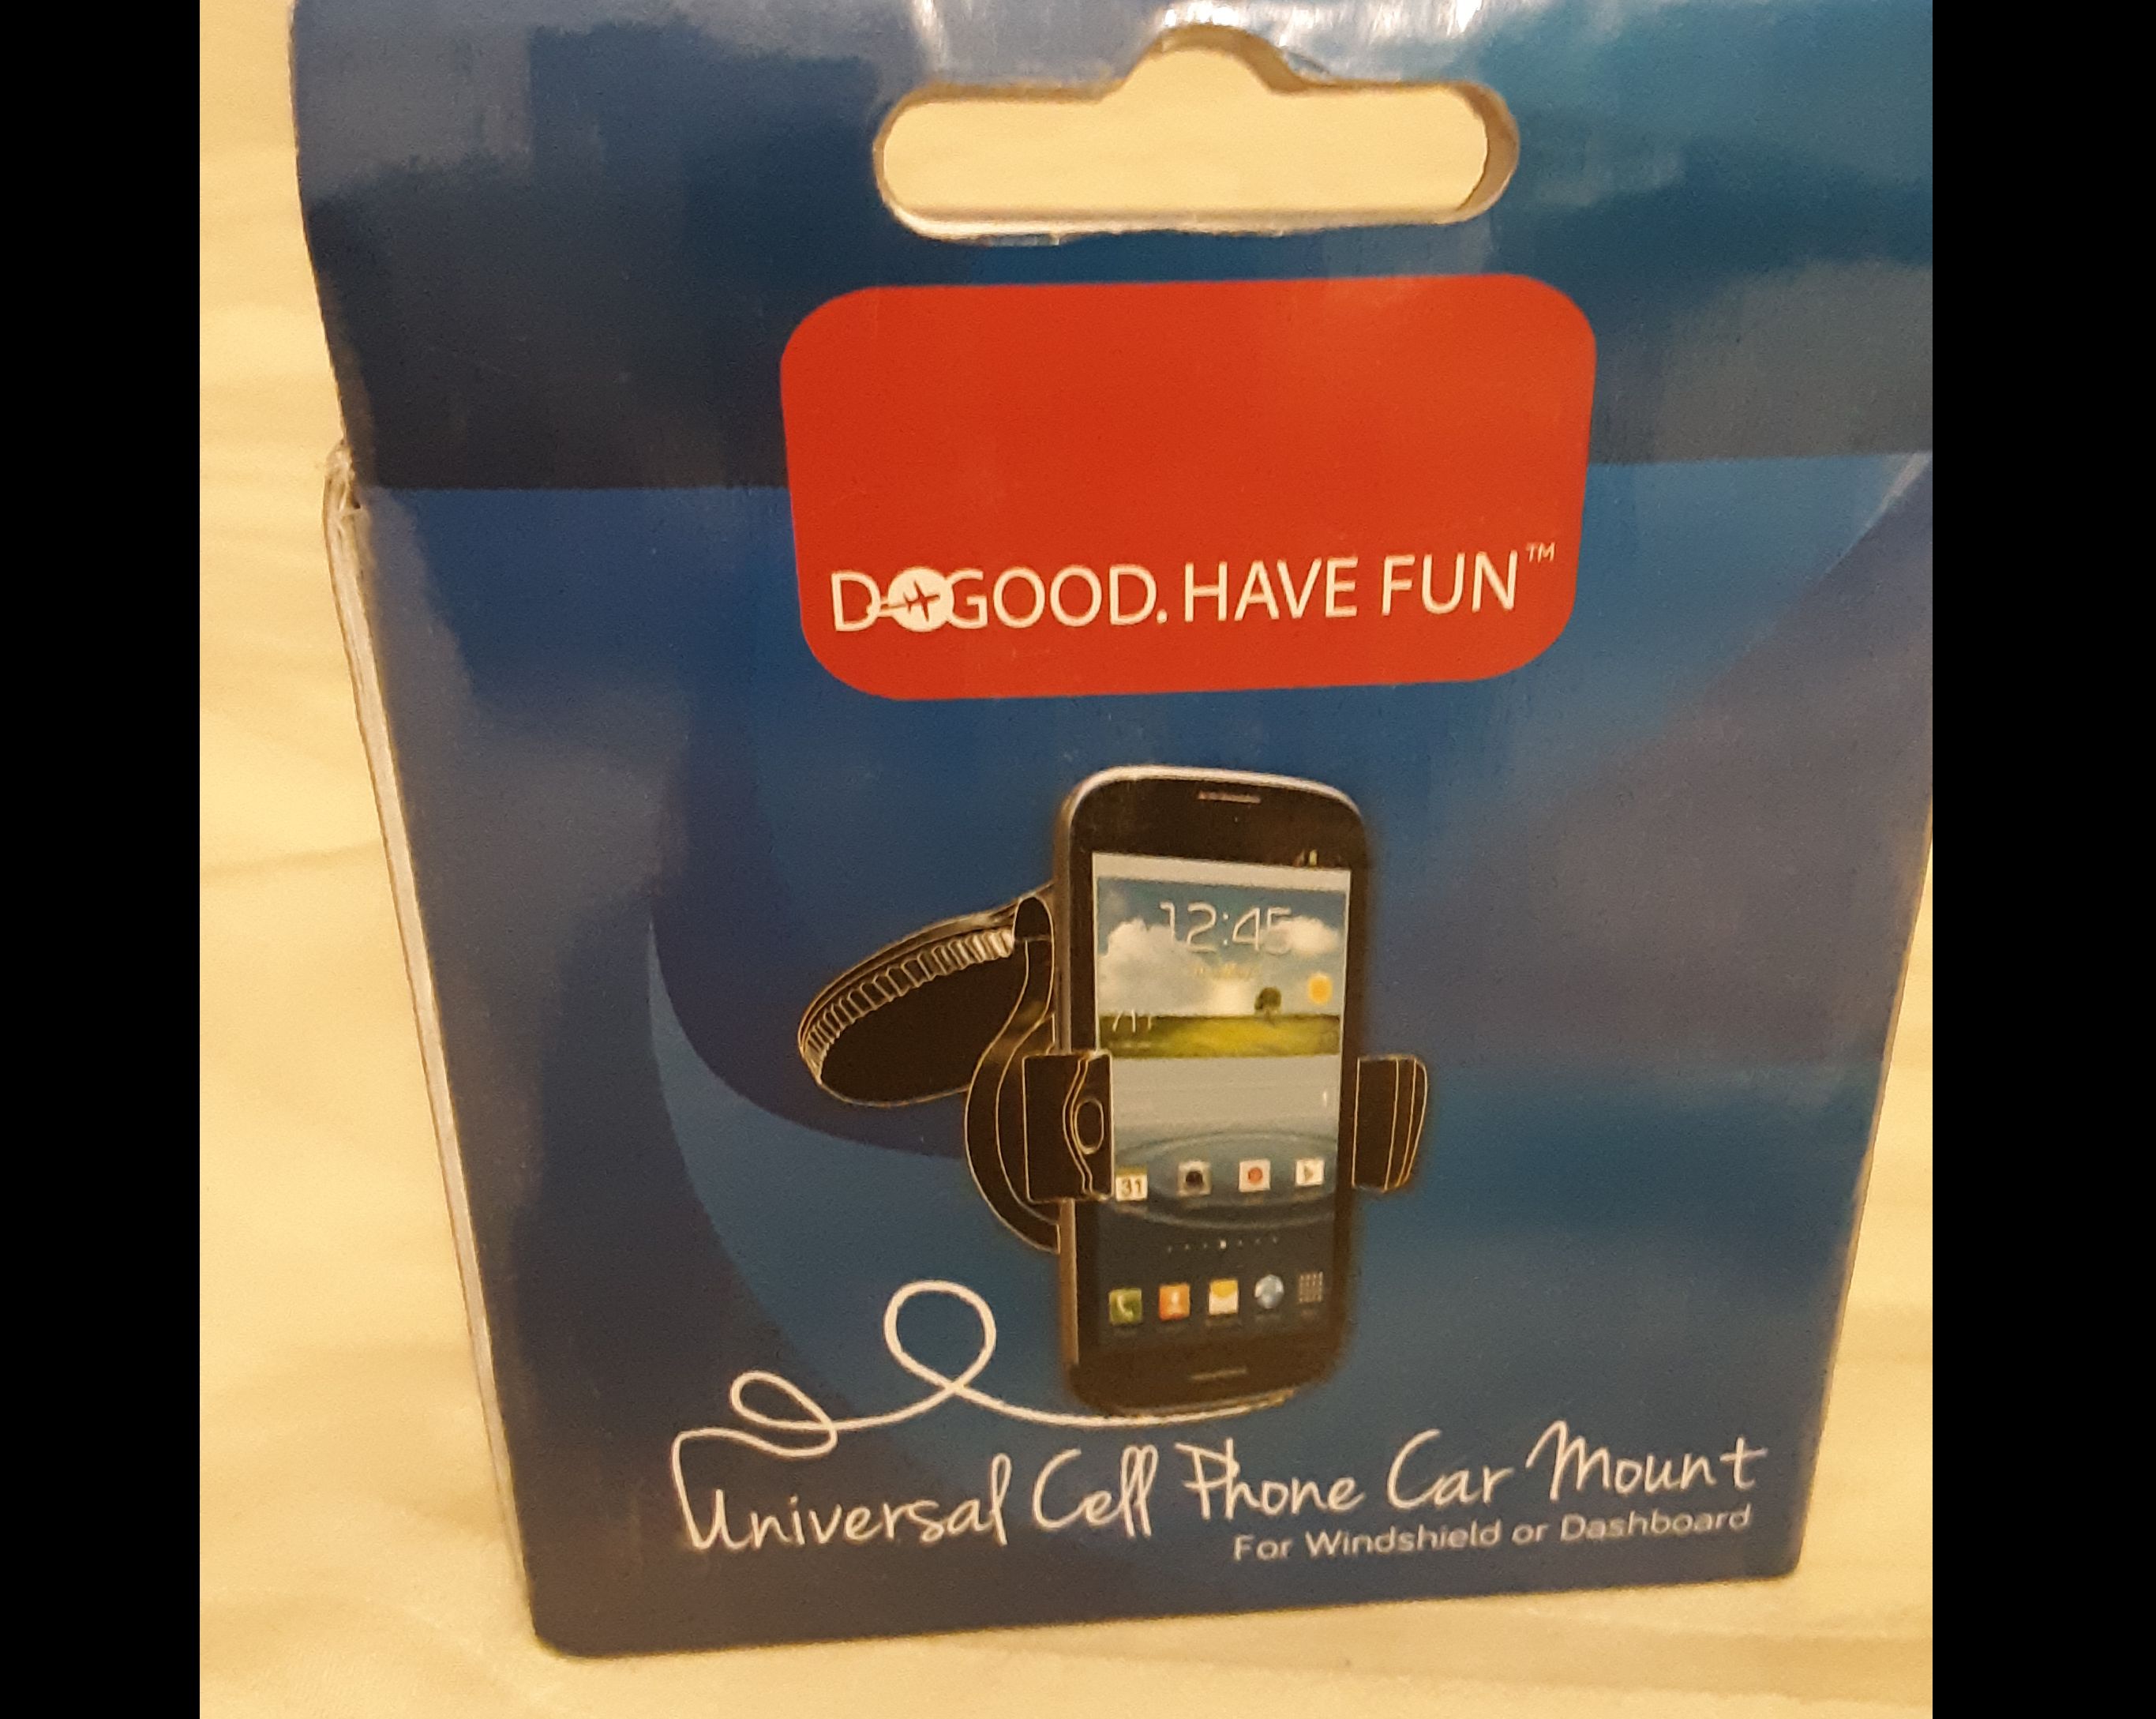 DOGOOD. HAVE FUN™
12:45
31
Universal Cell Phone Car Mount
For Windshield or Dashboard